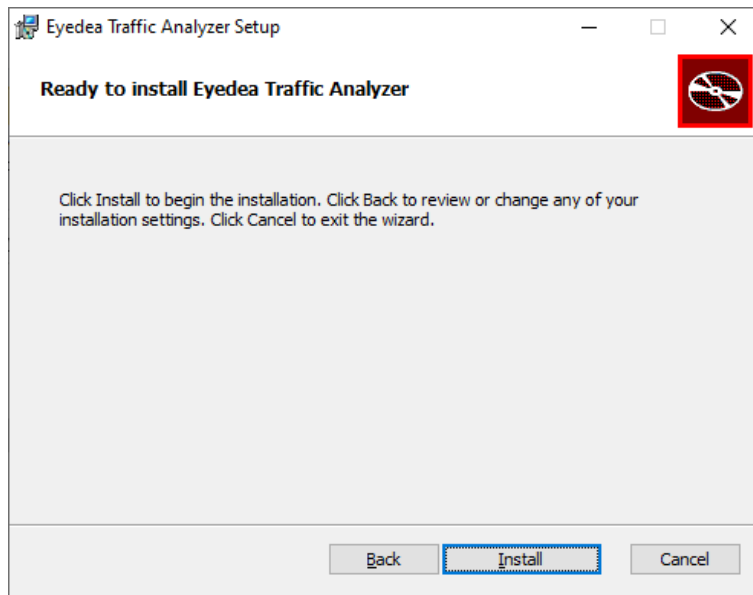 Eyedea Traffic Analyzer Setup
Ready to install Eyedea Traffic Analyzer
Click Install to begin the installation. Click Back to review or change any of your
installation settings. Click Cancel to exit the wizard.
Back
Install
Cancel